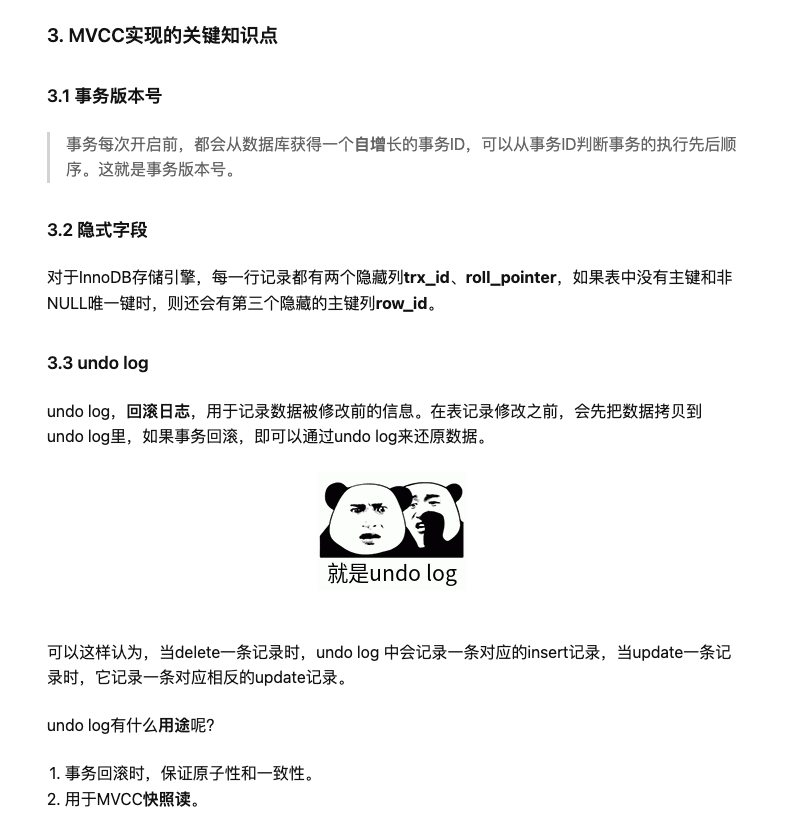 3. MVCC实现的关键知识点
3.1 事务版本号
事务每次开启前，都会从数据库获得一个自增长的事务ID，可以从事务ID判断事务的执行先后顺
序。这就是事务版本号。
3.2 隐式字段
对于InnoDB存储引擎，每一行记录都有两个隐藏列trx_id、roll_pointer，如果表中没有主键和非
NULL唯一键时，则还会有第三个隐藏的主键列row_id。
3.3 undo log
undo log，回滚日志，用于记录数据被修改前的信息。在表记录修改之前，会先把数据拷贝到
undo log里，如果事务回滚，即可以通过undo log来还原数据。
就是undo log
可以这样认为，当delete一条记录时，undo log 中会记录一条对应的insert记录，当update一条记
录时，它记录一条对应相反的update记录。
undo log有什么用途呢？
1. 事务回滚时，保证原子性和一致性。
2. 用于MVCC快照读。